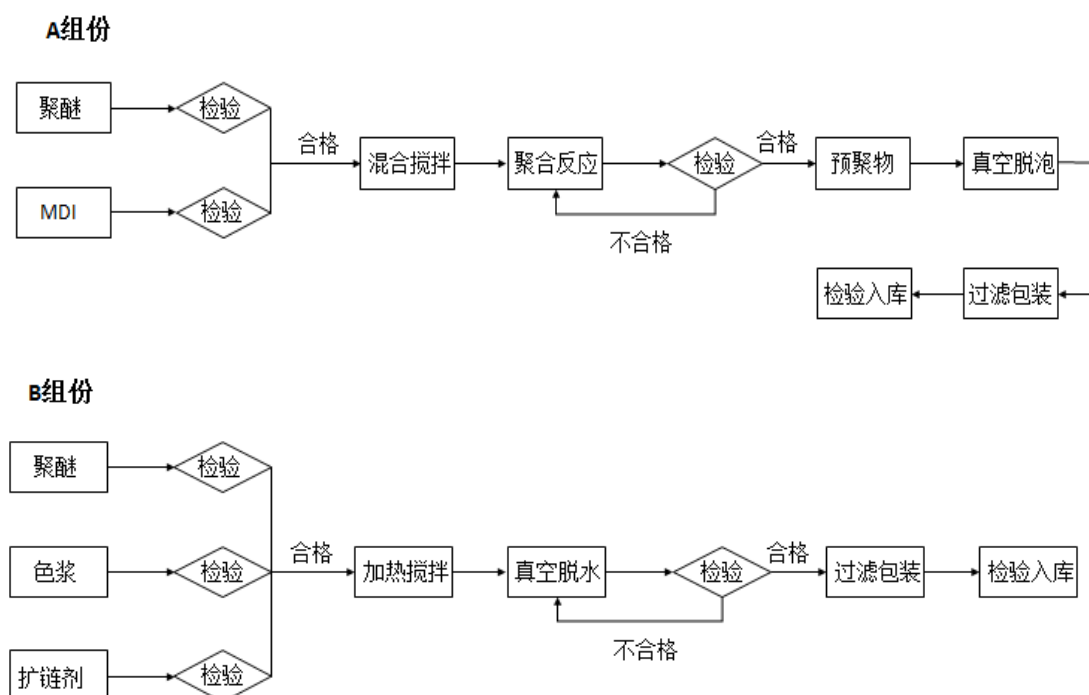 A组份
聚醚
检验
合格
混合搅拌
聚合反应
检验
合格
预聚物
真空脱泡
MDI
检验
不合格
检验入库
过滤包装
B组份
聚醚
检验
色浆
检验
合格
加热搅拌
真空脱水
检验
合格
过滤包装
检验入库
不合格
扩链剂
检验